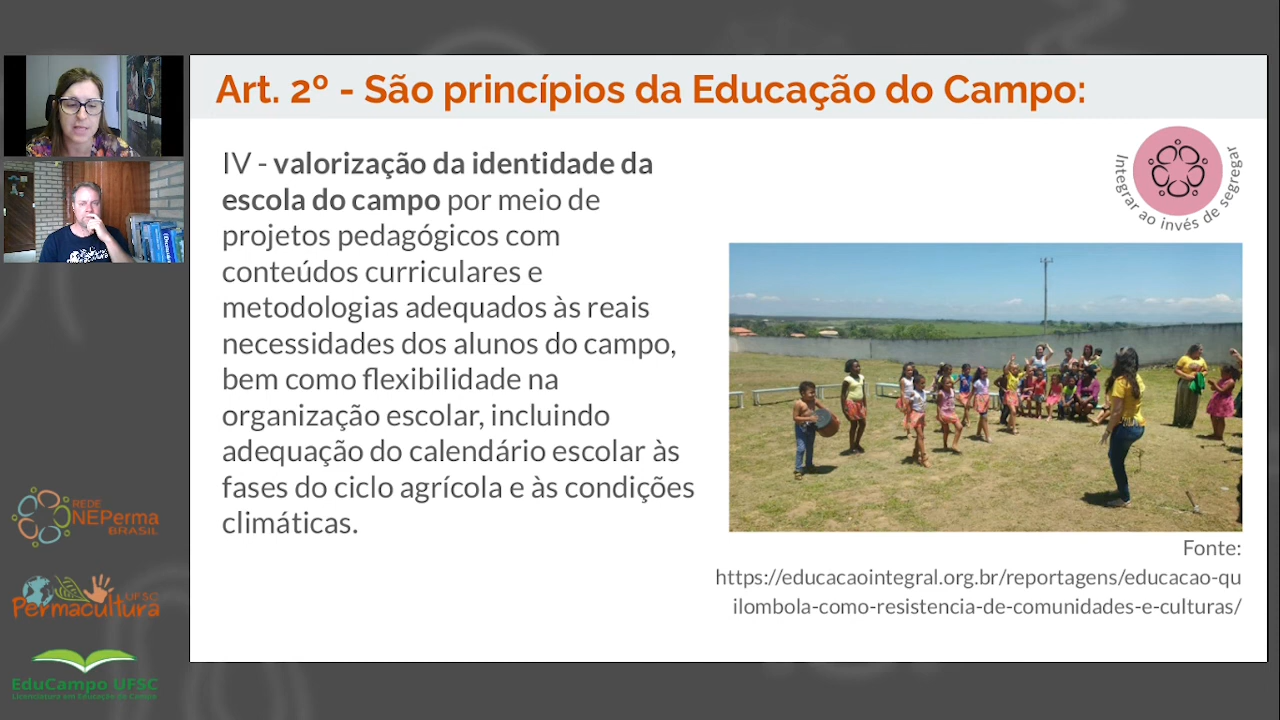 Art. 2º - São princípios da Educação do Campo:
IV - valorização da identidade da
escola do campo por meio de
projetos pedagógicos com
conteúdos curriculares e
metodologias adequados às reais
necessidades dos alunos do campo,
bem como flexibilidade na
organização escolar, incluindo
adequação do calendário escolar às
fases do ciclo agrícola e às condições
climáticas.
Integrar ao invés de segregar
Fonte:
https://educacaointegral.org.br/reportagens/educacao-qu
ilombola-como-resistencia-de-comunidades-e-culturas/
REDE
NEPerma
BRASIL
UFSC
Permacultura
EduCampo UFSC
Licenciatura em Educação do Campo